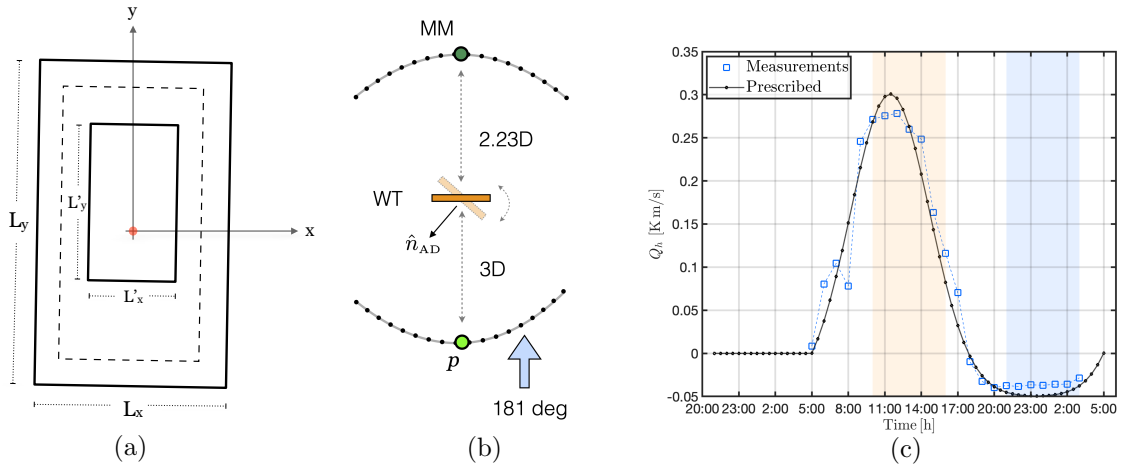 y
x
Ly
L'y
L'x
Lx
(a)
MM
2.23D
WT
n̂AD
3D
p
181 deg
(b)
Measurements
Prescribed
Qh [K m/s]
0.35
0.3
0.25
0.2
0.15
0.1
0.05
0
-0.05
20:00 23:00 2:00 5:00 8:00 11:00 14:00 17:00 20:00 23:00 2:00 5:00
Time [h]
(c)